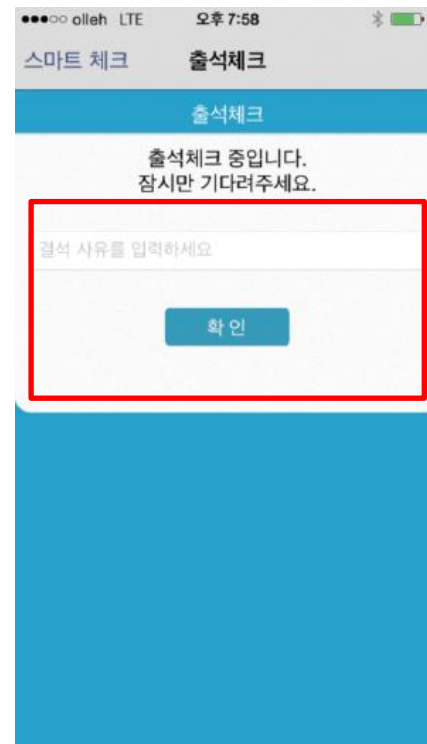 olleh LTE 오후 7:58
스마트 체크 출석체크
출석체크
출석체크 중입니다.
잠시만 기다려주세요.
결석 사유를 입력하세요
확 인